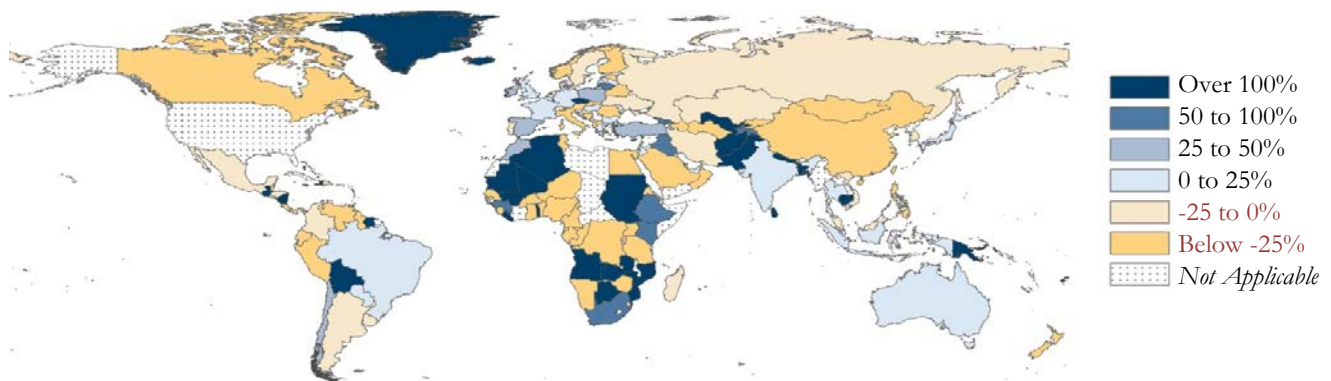 Over 100%
50 to 100%
25 to 50%
0 to 25%
-25 to 0%
Below -25%
Not Applicable